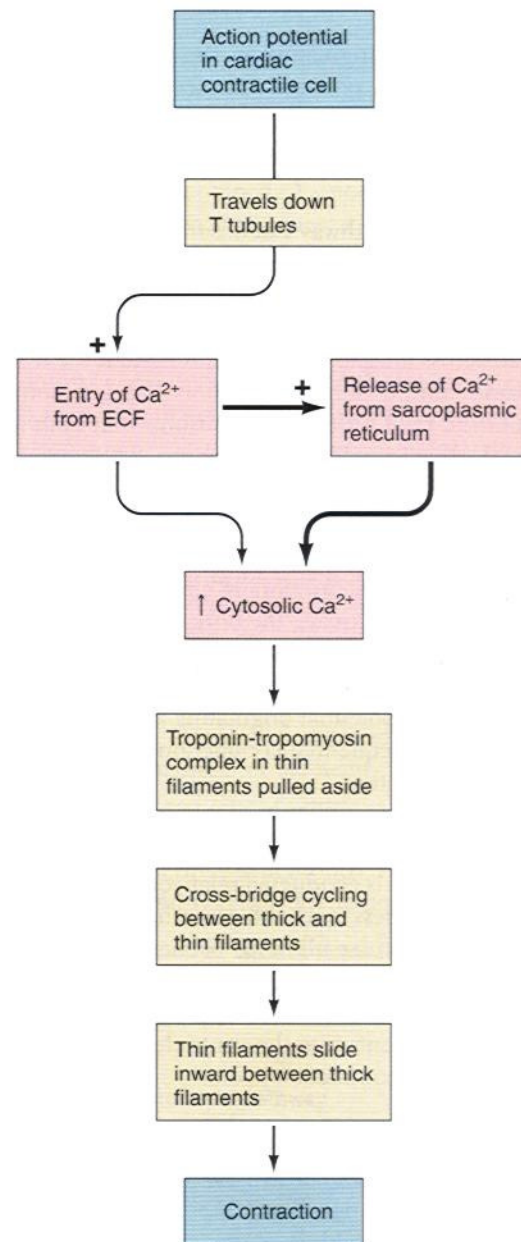 Action potential
in cardiac
contractile cell
Travels down
T tubules
+
Entry of Ca²⁺
from ECF
+
Release of Ca²⁺
from sarcoplasmic
reticulum
↑ Cytosolic Ca²⁺
Troponin-tropomyosin
complex in thin
filaments pulled aside
Cross-bridge cycling
between thick and
thin filaments
Thin filaments slide
inward between thick
filaments
Contraction